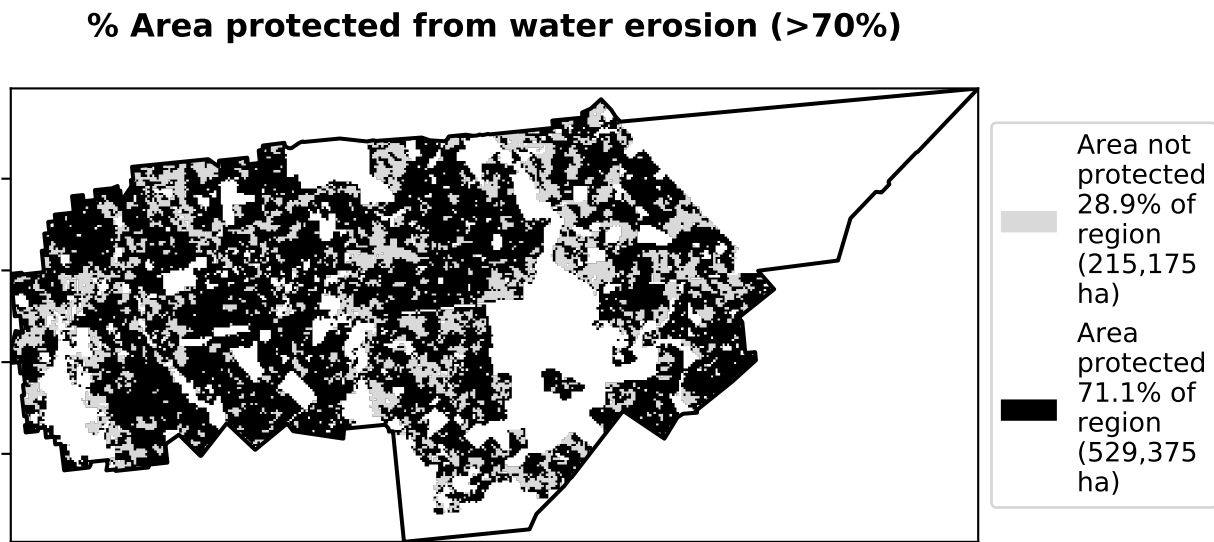 % Area protected from water erosion (>70%)
Area not
protected
28.9% of
region
(215,175
ha)
Area
protected
71.1% of
region
(529,375
ha)